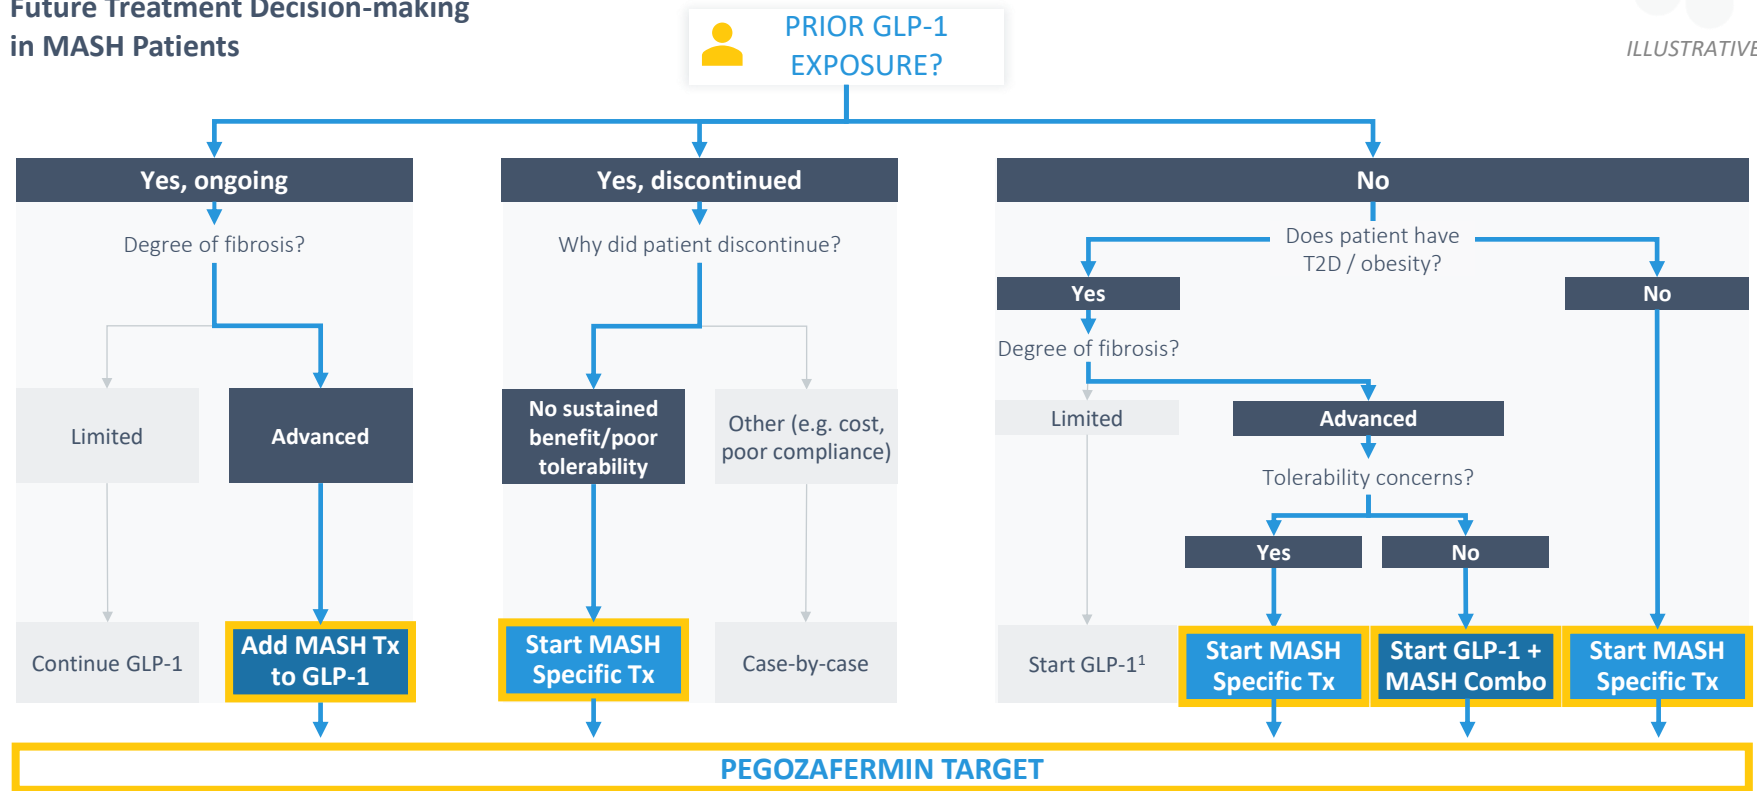 Future Treatment Decision-making
in MASH Patients
PRIOR GLP-1
EXPOSURE?
ILLUSTRATIVE
Yes, ongoing
Degree of fibrosis?
Limited
Advanced
Continue GLP-1
Add MASH Tx
to GLP-1
Yes, discontinued
Why did patient discontinue?
No sustained
benefit/poor
tolerability
Other (e.g. cost,
poor compliance)
Start MASH
Specific Tx
Case-by-case
No
Does patient have
T2D / obesity?
Yes
No
Degree of fibrosis?
Limited
Advanced
Tolerability concerns?
Yes
No
Start GLP-1¹
Start MASH
Specific Tx
Start GLP-1 +
MASH Combo
Start MASH
Specific Tx
PEGOZAFERMIN TARGET